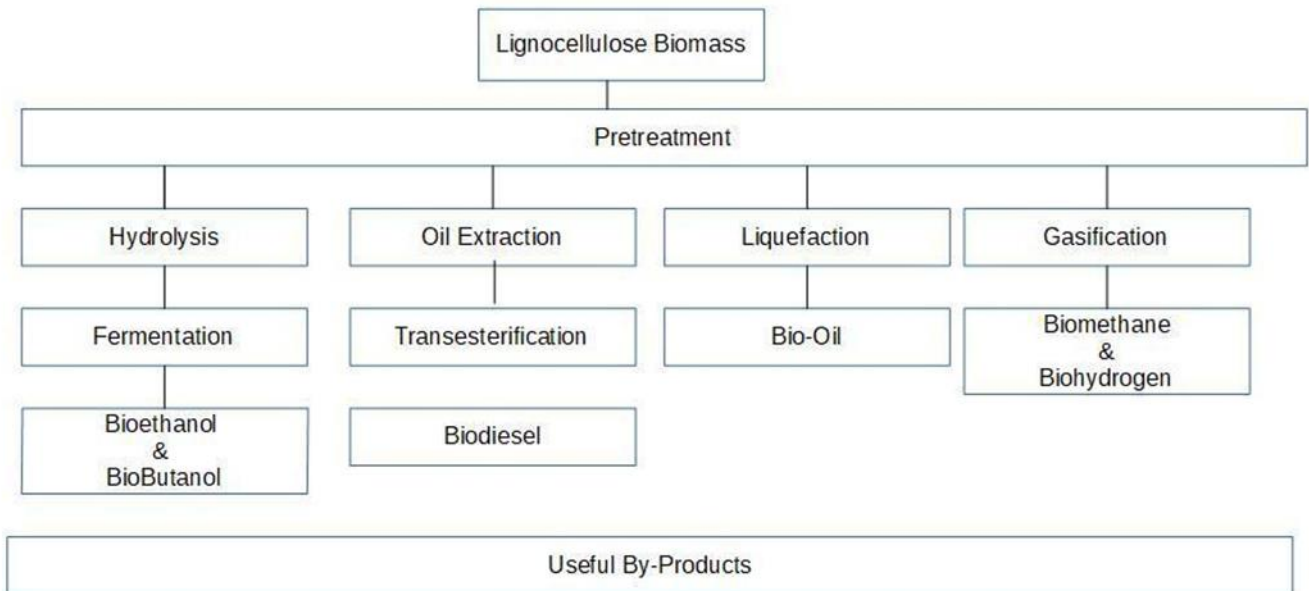 Lignocellulose Biomass
Pretreatment
Hydrolysis
Oil Extraction
Liquefaction
Gasification
Fermentation
Transesterification
Bio-Oil
Biomethane
&
Biohydrogen
Bioethanol
&
BioButanol
Biodiesel
Useful By-Products